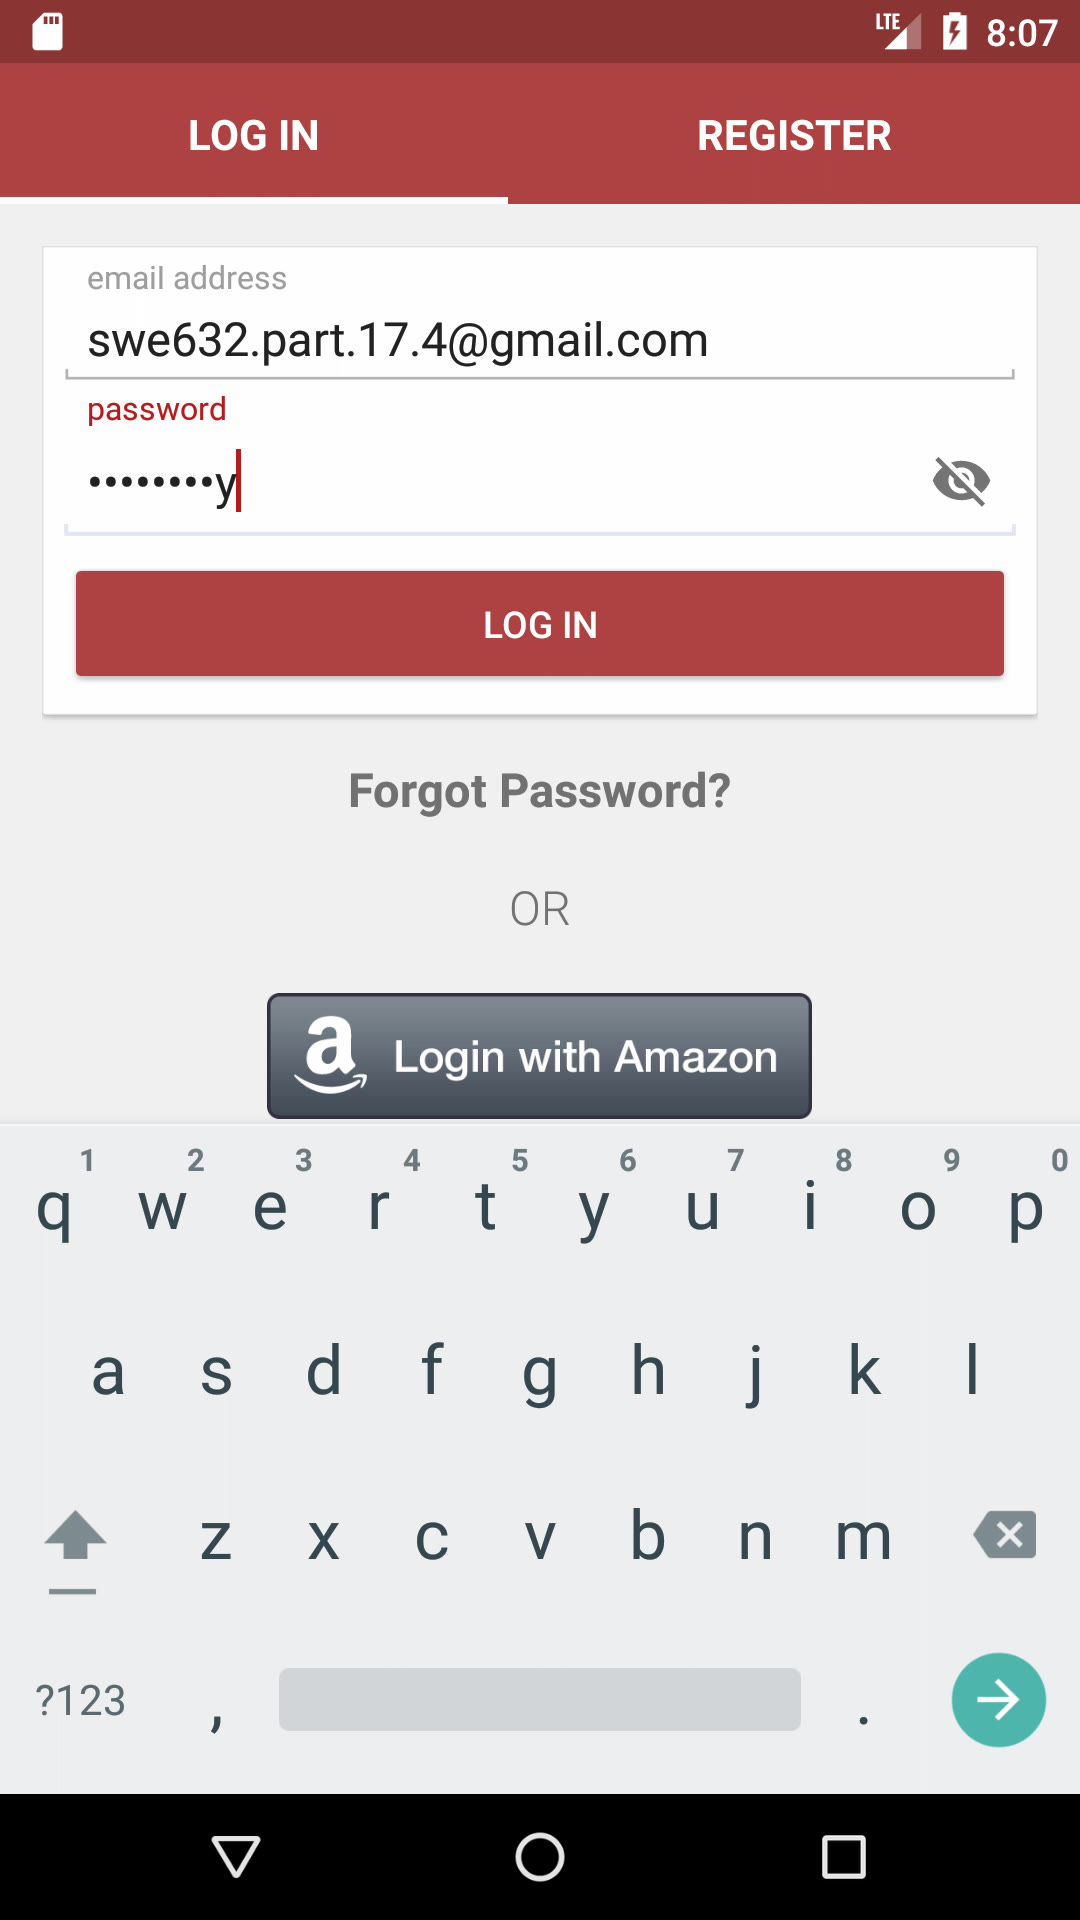 LTE 8:07
LOG IN REGISTER
email address
swe632.part.17.4@gmail.com
password
••••••••y
LOG IN
Forgot Password?
OR
a Login with Amazon
1 2 3 4 5 6 7 8 9 0
q w e r t y u i o p
a s d f g h j k l
z x c v b n m
?123 , .